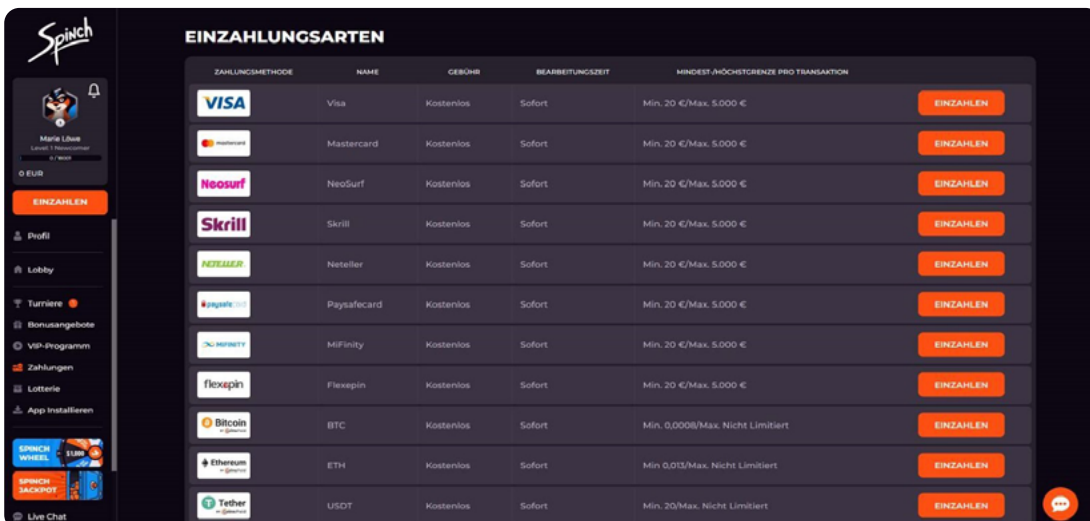 Spinch
EINZAHLUNGSARTEN
Marie Löwe
Level: 1 Newcomer
0 EUR
EINZAHLEN
Profil
Lobby
Turniere
Bonusangebote
VIP-Programm
Zahlungen
Lotterie
App Installieren
SPINCH WHEEL $1,000
SPINCH JACKPOT
Live Chat
ZAHLUNGSMETHODE NAME GEBÜHR BEARBEITUNGSZEIT MINDEST-/HÖCHSTGRENZE PRO TRANSAKTION
VISA Visa Kostenlos Sofort Min. 20 €/Max. 5.000 € EINZAHLEN
mastercard Mastercard Kostenlos Sofort Min. 20 €/Max. 5.000 € EINZAHLEN
Neosurf NeoSurf Kostenlos Sofort Min. 20 €/Max. 5.000 € EINZAHLEN
Skrill Skrill Kostenlos Sofort Min. 20 €/Max. 5.000 € EINZAHLEN
NETELLER Neteller Kostenlos Sofort Min. 20 €/Max. 5.000 € EINZAHLEN
paysafecard Paysafecard Kostenlos Sofort Min. 20 €/Max. 5.000 € EINZAHLEN
MIFINITY MiFinity Kostenlos Sofort Min. 20 €/Max. 5.000 € EINZAHLEN
flexepin Flexepin Kostenlos Sofort Min. 20 €/Max. 5.000 € EINZAHLEN
Bitcoin BTC Kostenlos Sofort Min. 0,0008/Max. Nicht Limitiert EINZAHLEN
Ethereum ETH Kostenlos Sofort Min 0,013/Max. Nicht Limitiert EINZAHLEN
Tether USDT Kostenlos Sofort Min. 20/Max. Nicht Limitiert EINZAHLEN